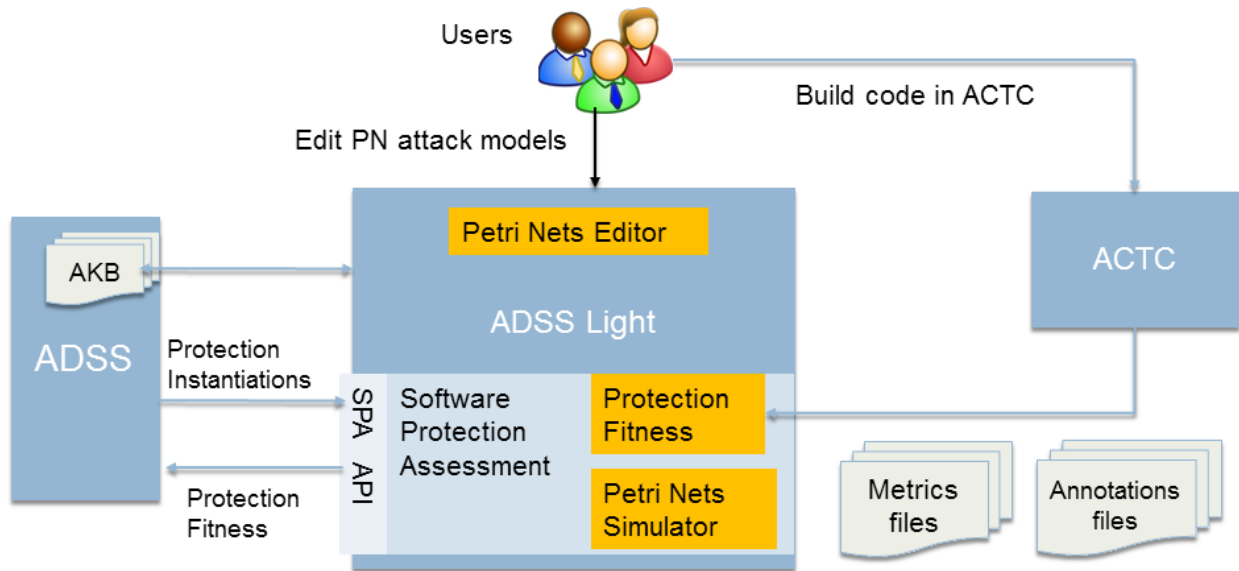 Users
Build code in ACTC
Edit PN attack models
Petri Nets Editor
AKB
ACTC
ADSS Light
ADSS
Protection
Instantiations
SPA API
Software
Protection
Assessment
Protection
Fitness
Petri Nets
Simulator
Protection
Fitness
Metrics
files
Annotations
files